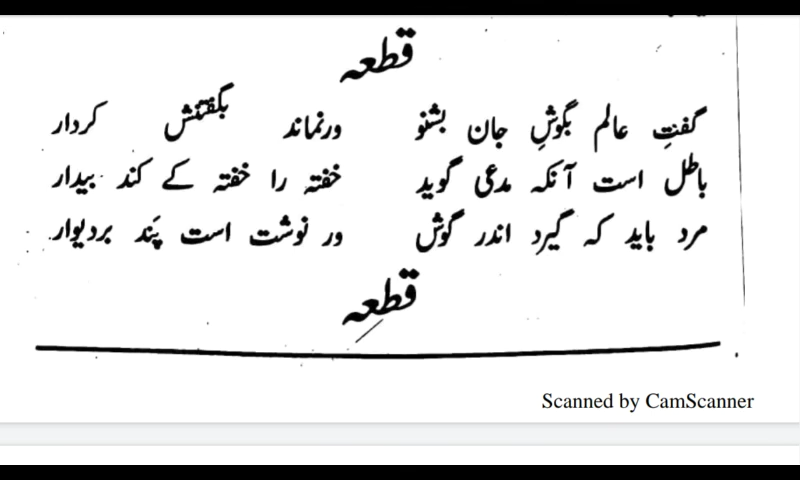 قطعہ
گفتِ عالم بگوشِ جان بشنو ورنماند بگفتنش کردار
باطل است آنکہ مدعی گوید خفتہ را خفتہ کے کند بیدار
مرد باید کہ گیرد اندر گوش ور نوشت است پَند بردیوار
قطعہ
Scanned by CamScanner